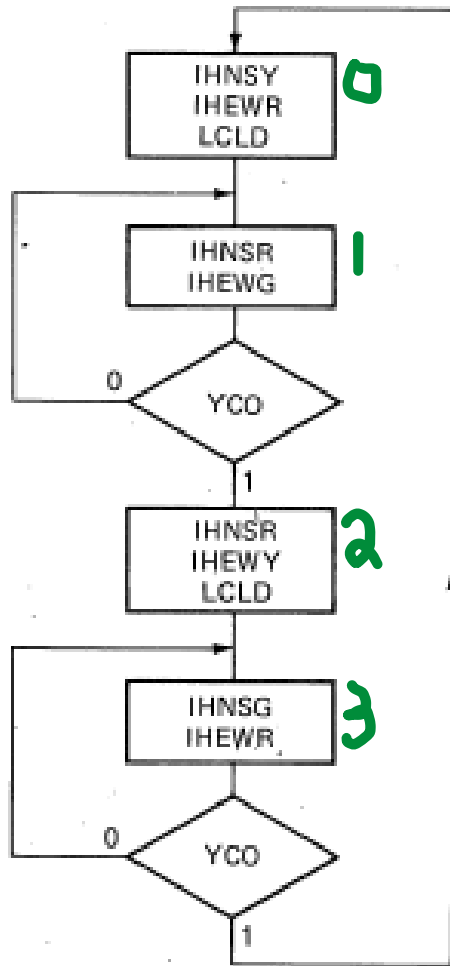 IHNSY
IHEWR
LCLD
0
IHNSR
IHEWG
1
0
YCO
1
IHNSR
IHEWY
LCLD
2
IHNSG
IHEWR
3
0
YCO
1